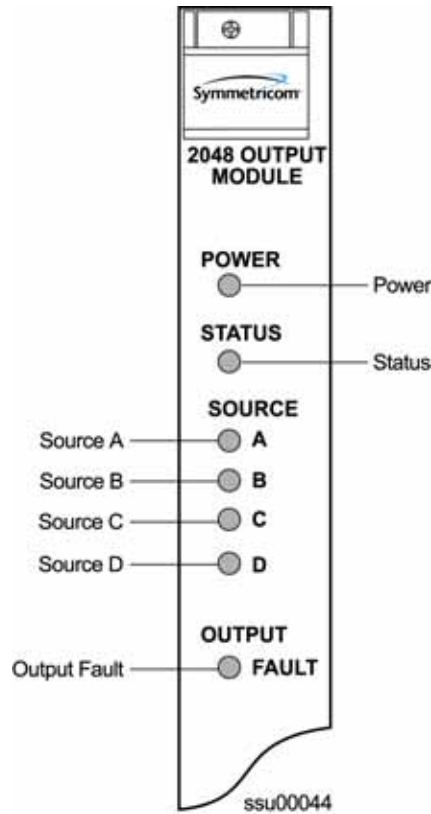 Symmetricom
2048 OUTPUT
MODULE
POWER
Power
STATUS
Status
SOURCE
Source A
A
Source B
B
Source C
C
Source D
D
OUTPUT
Output Fault
FAULT
ssu00044